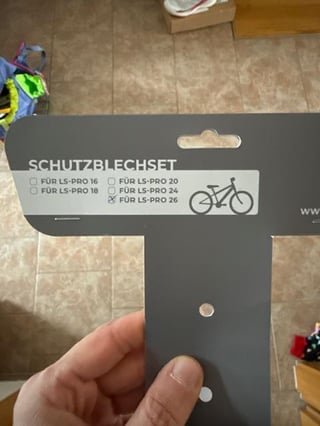 SCHUTZBLECHSET
FÜR LS-PRO 16 FÜR LS-PRO 20
FÜR LS-PRO 18 FÜR LS-PRO 24
FÜR LS-PRO 26
www